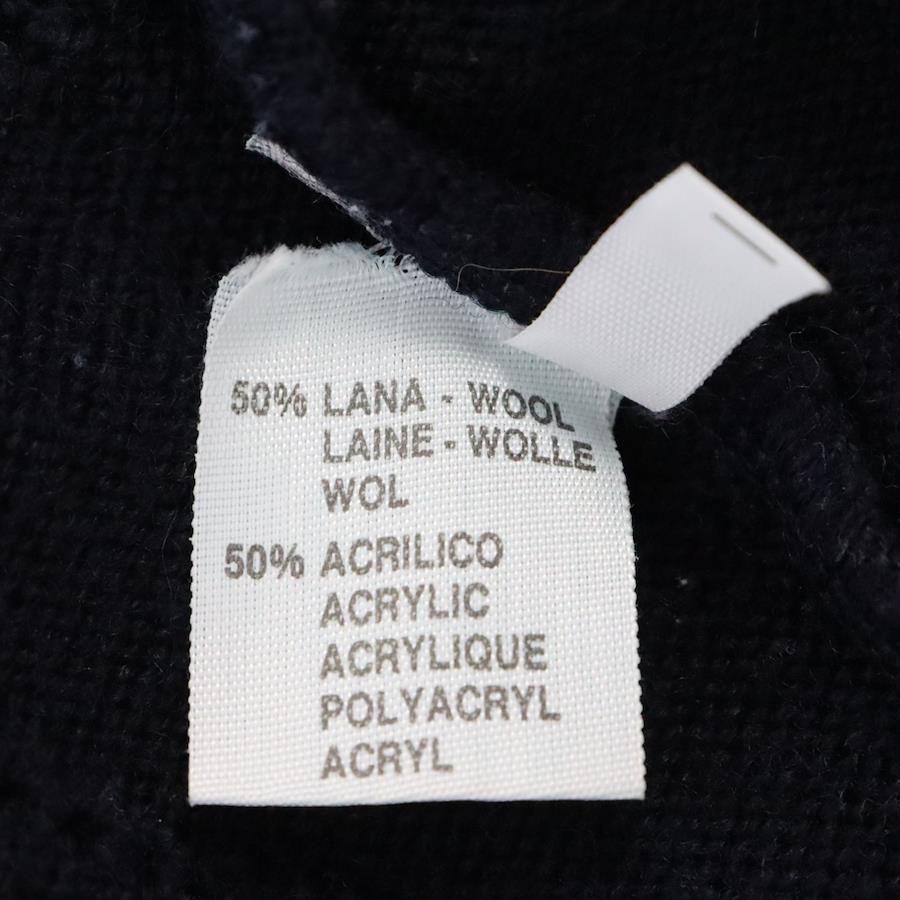 50% LANA - WOOL
LAINE - WOLLE
WOL
50% ACRILICO
ACRYLIC
ACRYLIQUE
POLYACRYL
ACRYL